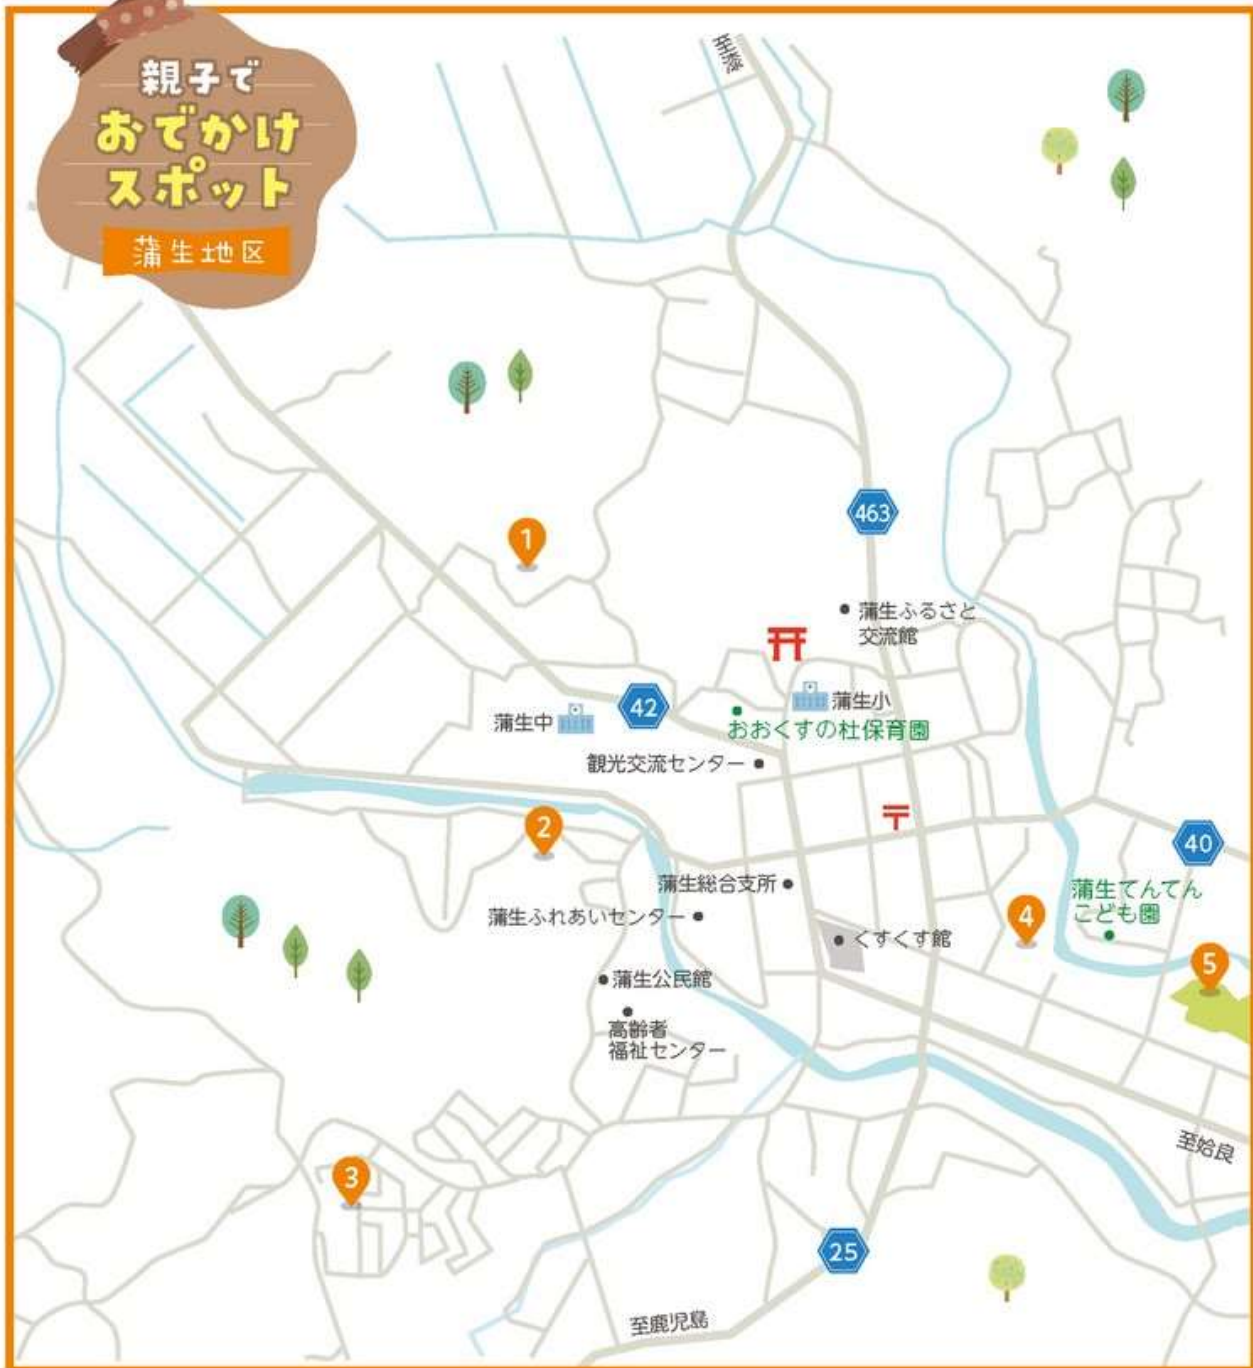 親子で
おでかけ
スポット
蒲生地区
至漆
1
463
蒲生ふるさと
交流館
蒲生小
42
蒲生中
おおくすの杜保育園
観光交流センター
2
40
蒲生総合支所
蒲生てんてん
こども園
4
蒲生ふれあいセンター
くすくす館
5
蒲生公民館
高齢者
福祉センター
至姶良
3
25
至鹿児島